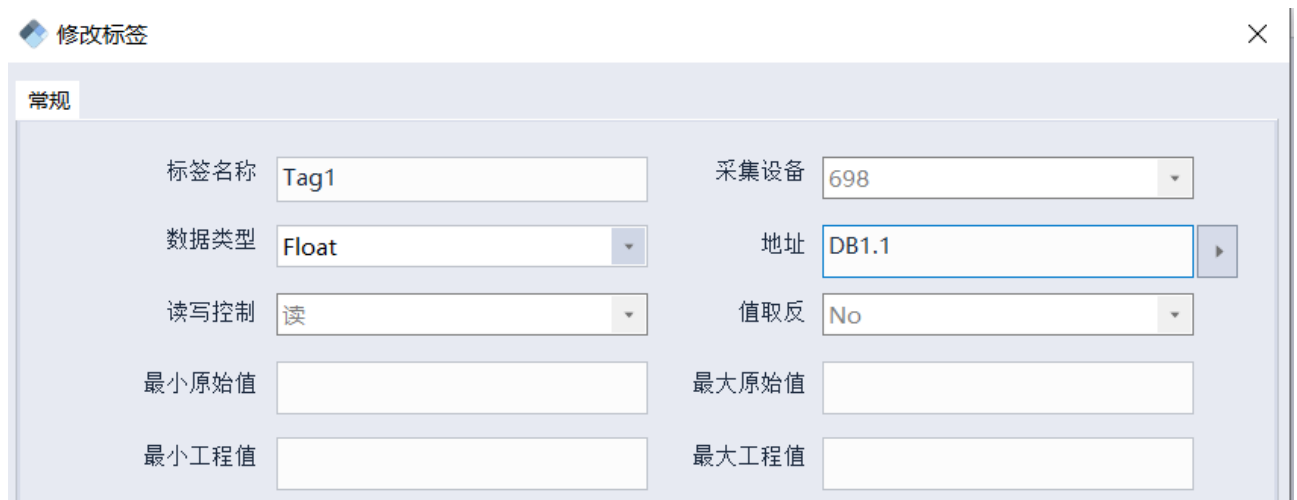 修改标签
常规
标签名称 Tag1 采集设备 698
数据类型 Float 地址 DB1.1
读写控制 读 值取反 No
最小原始值 最大原始值
最小工程值 最大工程值